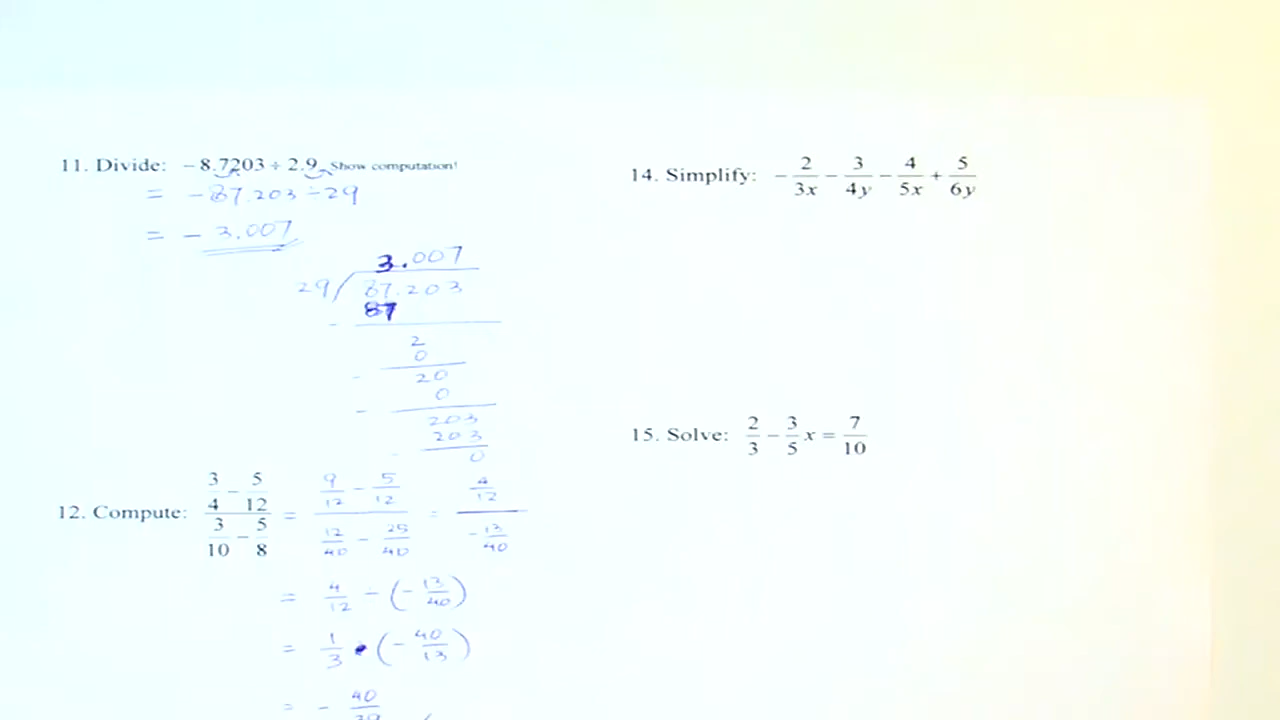 11. Divide: − 8.7203 ÷ 2.9 Show computation!
= − 87.203 ÷ 29
= − 3.007
3.007
29 87.203
87
−
2
0
− 20
0
− 203
203
− 0
12. Compute: (3/4 − 5/12)/(3/10 − 5/8) = (9/12 − 5/12)/(12/40 − 25/40) = (4/12)/(−13/40)
= 4/12 ÷ (− 13/40)
= 1/3 • (− 40/13)
= − 40/39
14. Simplify: − 2/3x − 3/4y − 4/5x + 5/6y
15. Solve: 2/3 − 3/5 x = 7/10